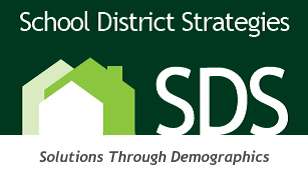 School District Strategies
SDS
Solutions Through Demographics